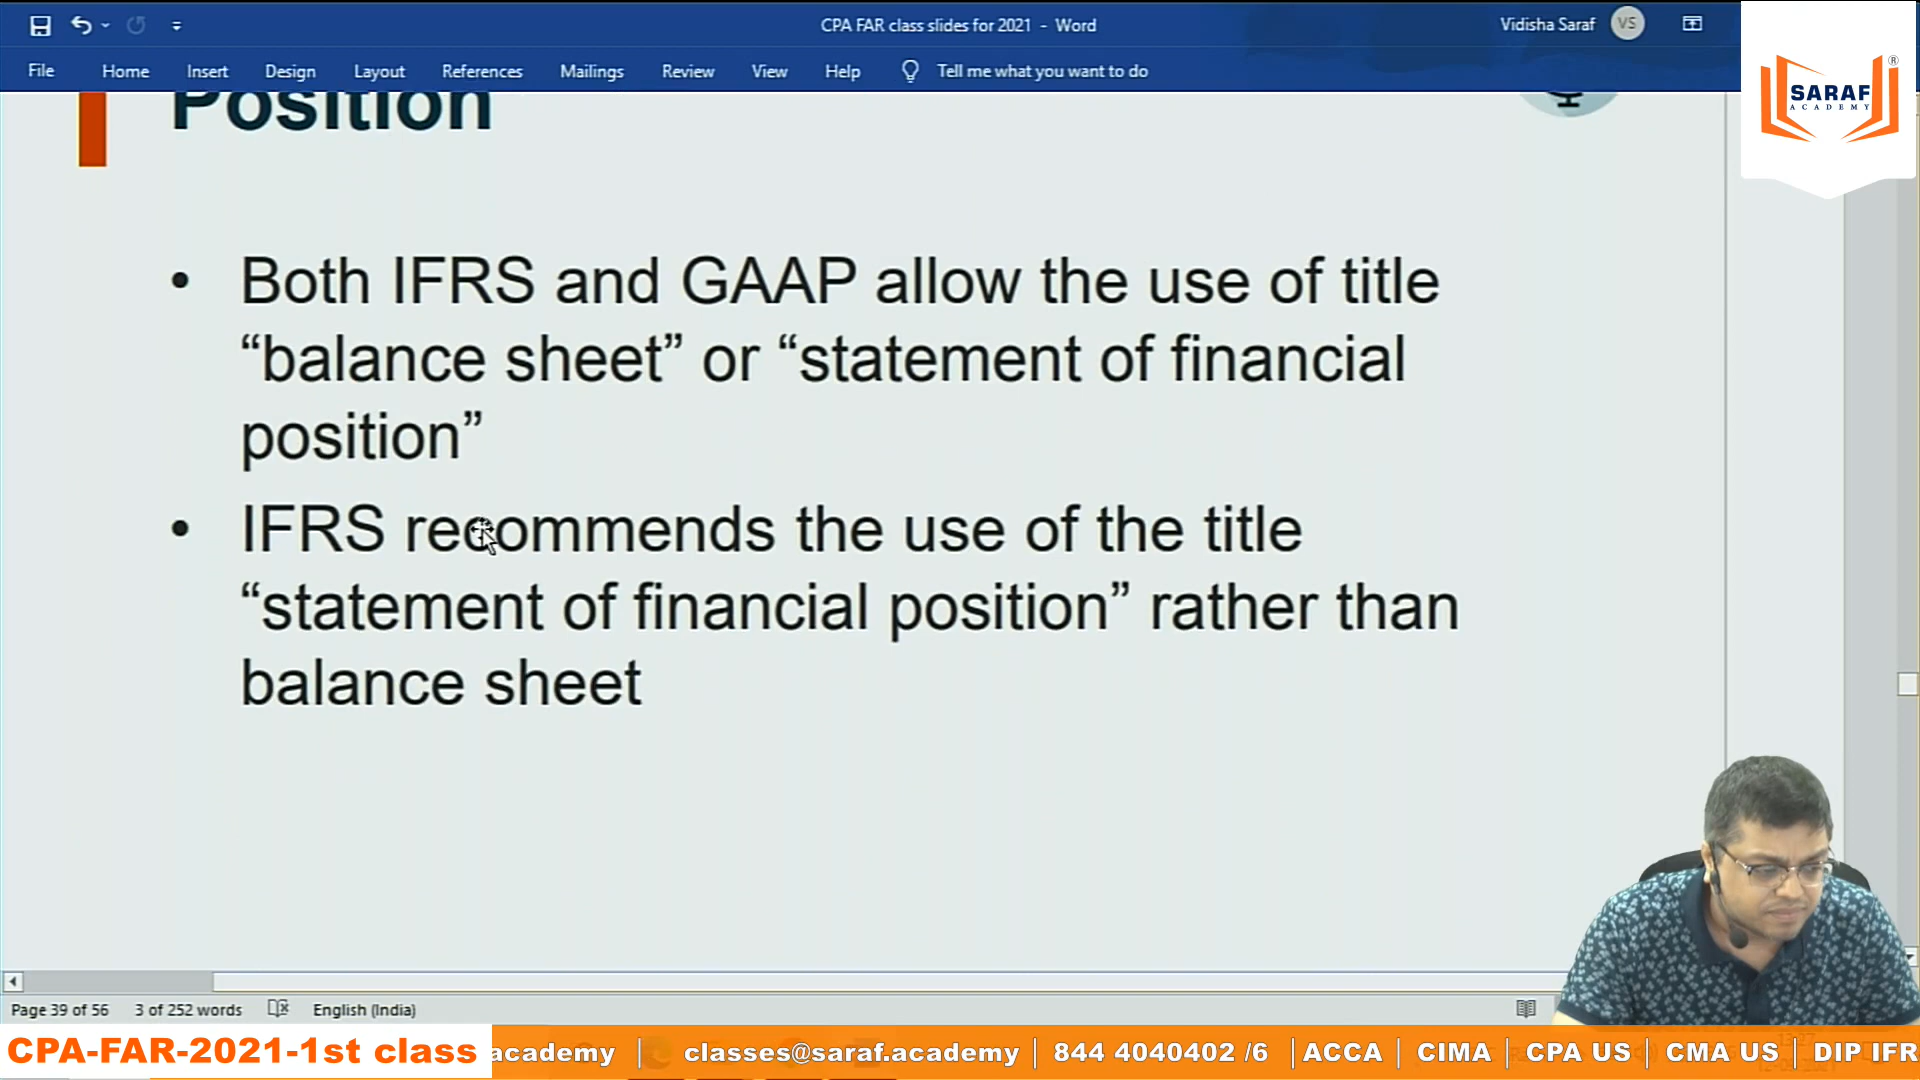 CPA FAR class slides for 2021 - Word
Vidisha Saraf
VS
File Home Insert Design Layout References Mailings Review View Help Tell me what you want to do
SARAF
ACADEMY
®
Position
• Both IFRS and GAAP allow the use of title
“balance sheet” or “statement of financial
position”
• IFRS recommends the use of the title
“statement of financial position” rather than
balance sheet
Page 39 of 56 3 of 252 words English (India)
CPA-FAR-2021-1st class
academy | classes@saraf.academy | 844 4040402 /6 | ACCA | CIMA | CPA US | CMA US | DIP IFR